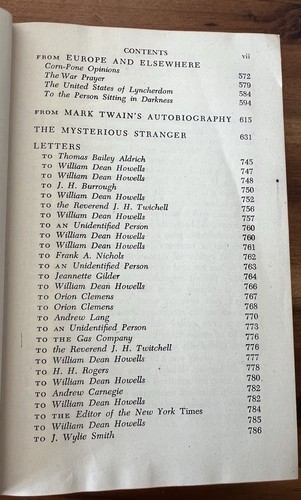 CONTENTS vii
FROM EUROPE AND ELSEWHERE
Corn-Pone Opinions 572
The War Prayer 579
The United States of Lyncherdom 584
To the Person Sitting in Darkness 594
FROM MARK TWAIN'S AUTOBIOGRAPHY 615
THE MYSTERIOUS STRANGER 631
LETTERS
TO Thomas Bailey Aldrich 745
TO William Dean Howells 747
TO William Dean Howells 748
TO J. H. Burrough 750
TO William Dean Howells 752
TO the Reverend J. H. Twichell 756
TO William Dean Howells 757
TO AN Unidentified Person 760
TO William Dean Howells 760
TO William Dean Howells 761
TO Frank A. Nichols 762
TO AN Unidentified Person 763
TO Jeannette Gilder 764
TO William Dean Howells 766
TO Orion Clemens 767
TO Orion Clemens 768
TO Andrew Lang 770
TO AN Unidentified Person 773
TO THE Gas Company 776
TO the Reverend J. H. Twitchell 776
TO William Dean Howells 777
TO H. H. Rogers 778
TO William Dean Howells 780
TO Andrew Carnegie 782
TO William Dean Howells 782
TO THE Editor of the New York Times 784
TO William Dean Howells 785
TO J. Wylie Smith 786